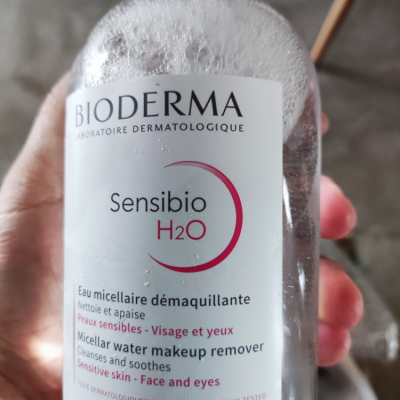 BIODERMA
LABORATOIRE DERMATOLOGIQUE
Sensibio
H2O
Eau micellaire démaquillante
Nettoie et apaise
Peaux sensibles - Visage et yeux
Micellar water makeup remover
Cleanses and soothes
Sensitive skin - Face and eyes
TESTED